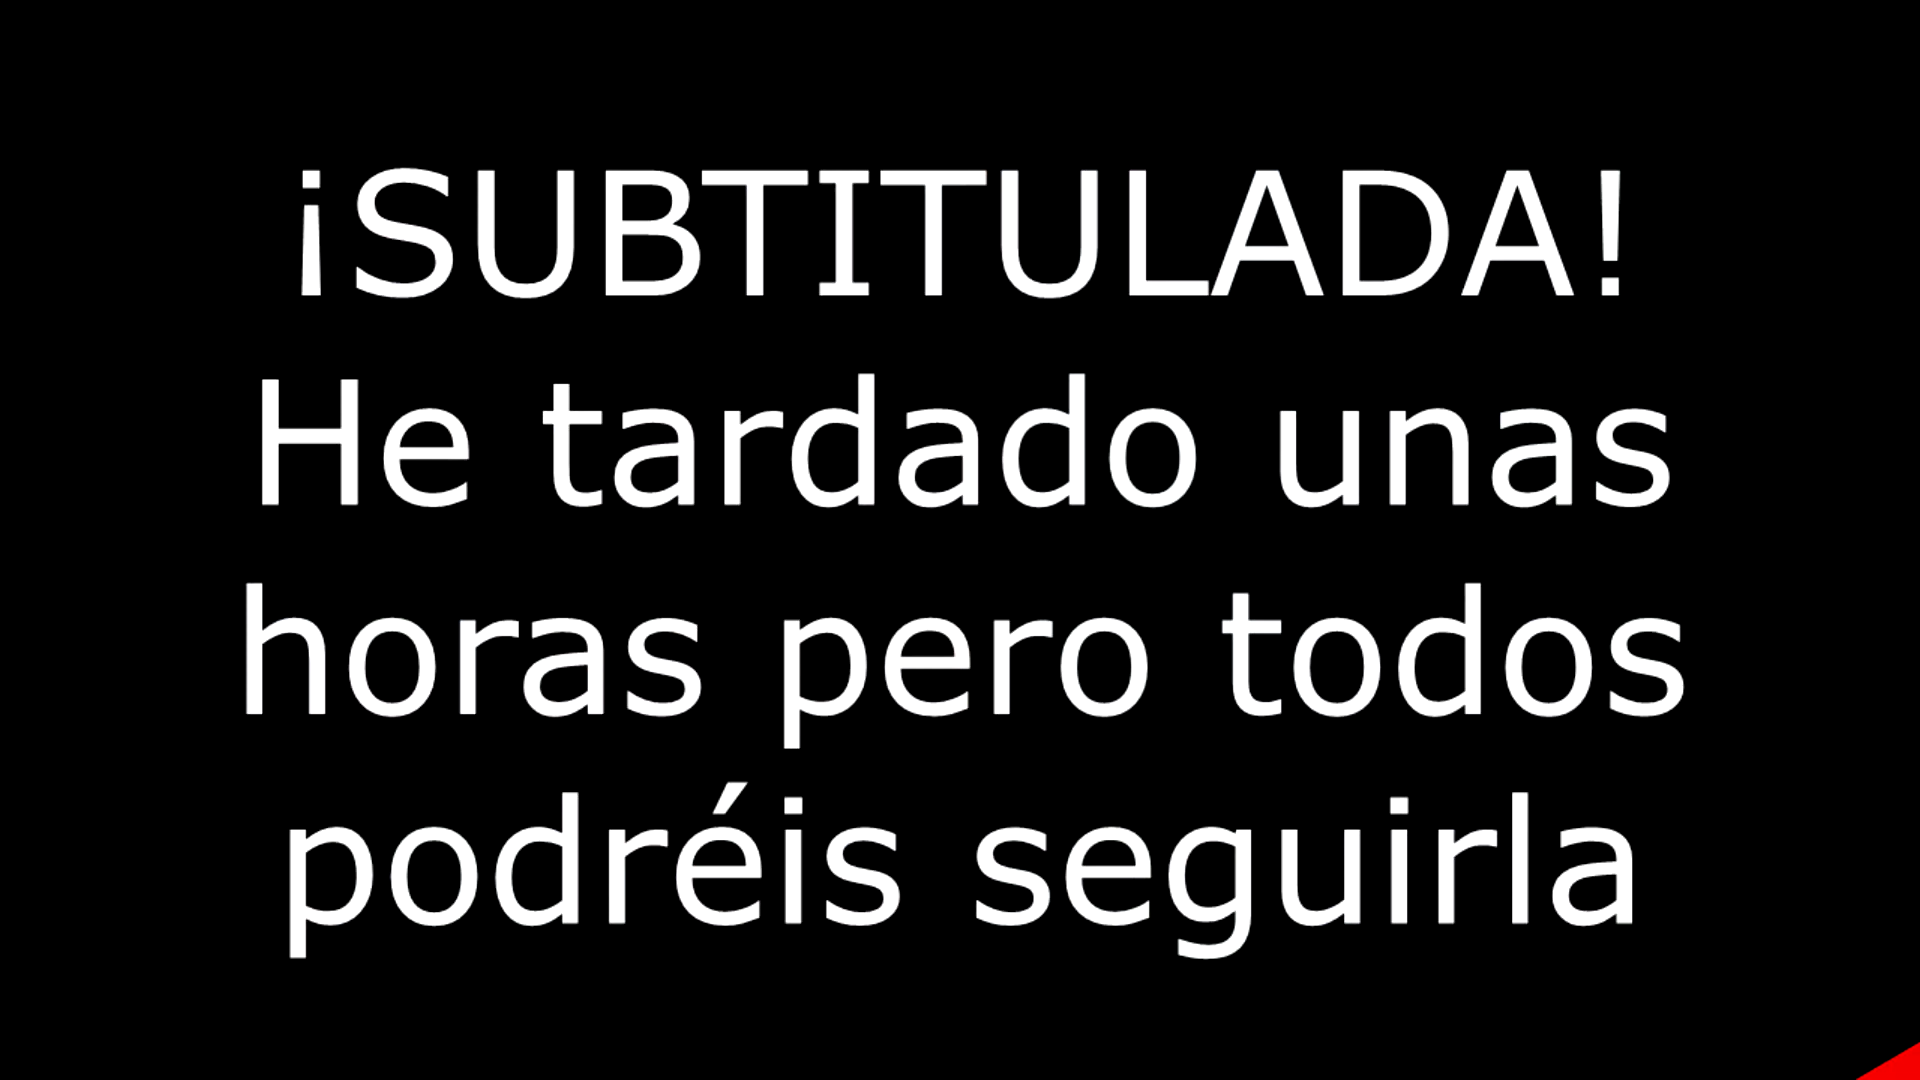 ¡SUBTITULADA!
He tardado unas
horas pero todos
podréis seguirla